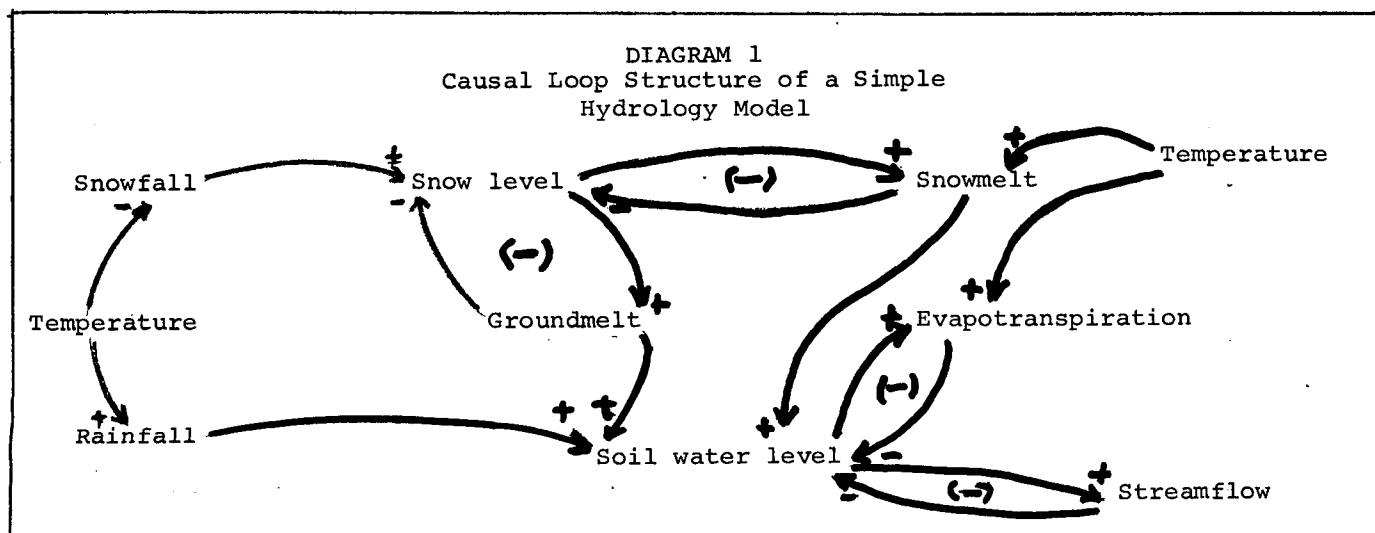 DIAGRAM 1
Causal Loop Structure of a Simple
Hydrology Model
+
+
+
Temperature
Snowfall
Snow level
(-)
-
Snowmelt
-
-
-
(-)
+
+
Temperature
Groundmelt
+
Evapotranspiration
(-)
+
Rainfall
+
+
+
Soil water level
-
+
-
(-)
Streamflow